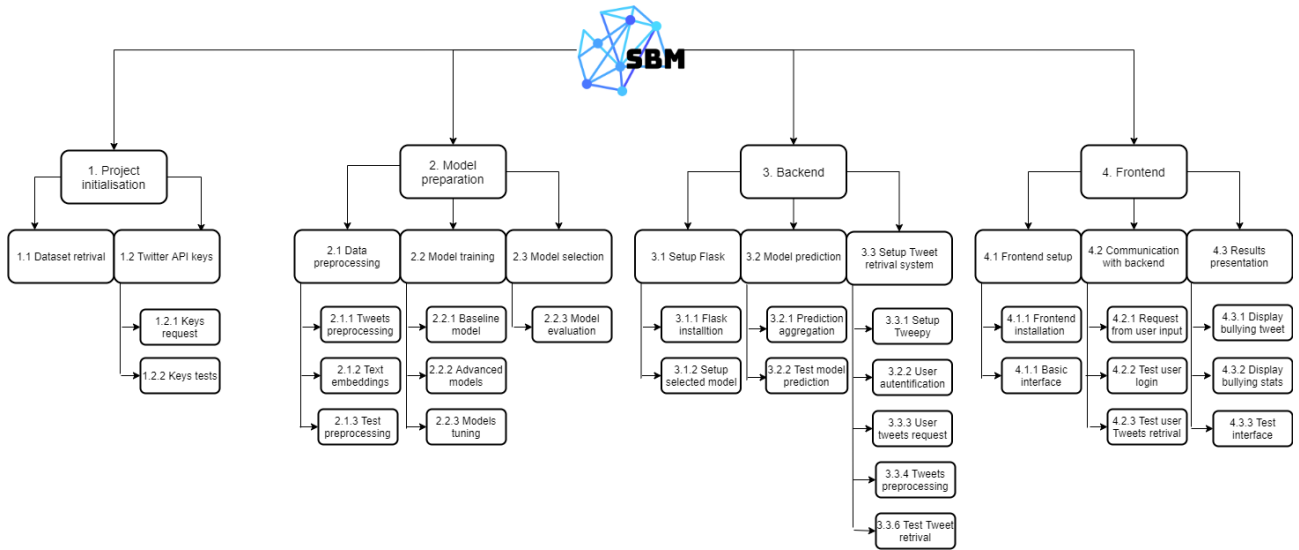 SBM
1. Project
initialisation
2. Model
preparation
3. Backend
4. Frontend
1.1 Dataset retrival
1.2 Twitter API keys
2.1 Data
preprocessing
2.2 Model training
2.3 Model selection
3.1 Setup Flask
3.2 Model prediction
3.3 Setup Tweet
retrival system
4.1 Frontend setup
4.2 Communication
with backend
4.3 Results
presentation
1.2.1 Keys
request
1.2.2 Keys tests
2.1.1 Tweets
preprocessing
2.1.2 Text
embeddings
2.1.3 Test
preprocessing
2.2.1 Baseline
model
2.2.2 Advanced
models
2.2.3 Models
tuning
2.2.3 Model
evaluation
3.1.1 Flask
installtion
3.1.2 Setup
selected model
3.2.1 Prediction
aggregation
3.2.2 Test model
prediction
3.3.1 Setup
Tweepy
3.2.2 User
autentification
3.3.3 User
tweets request
3.3.4 Tweets
preprocessing
3.3.6 Test Tweet
retrival
4.1.1 Frontend
installation
4.1.1 Basic
interface
4.2.1 Request
from user input
4.2.2 Test user
login
4.2.3 Test user
Tweets retrival
4.3.1 Display
bullying tweet
4.3.2 Display
bullying stats
4.3.3 Test
interface